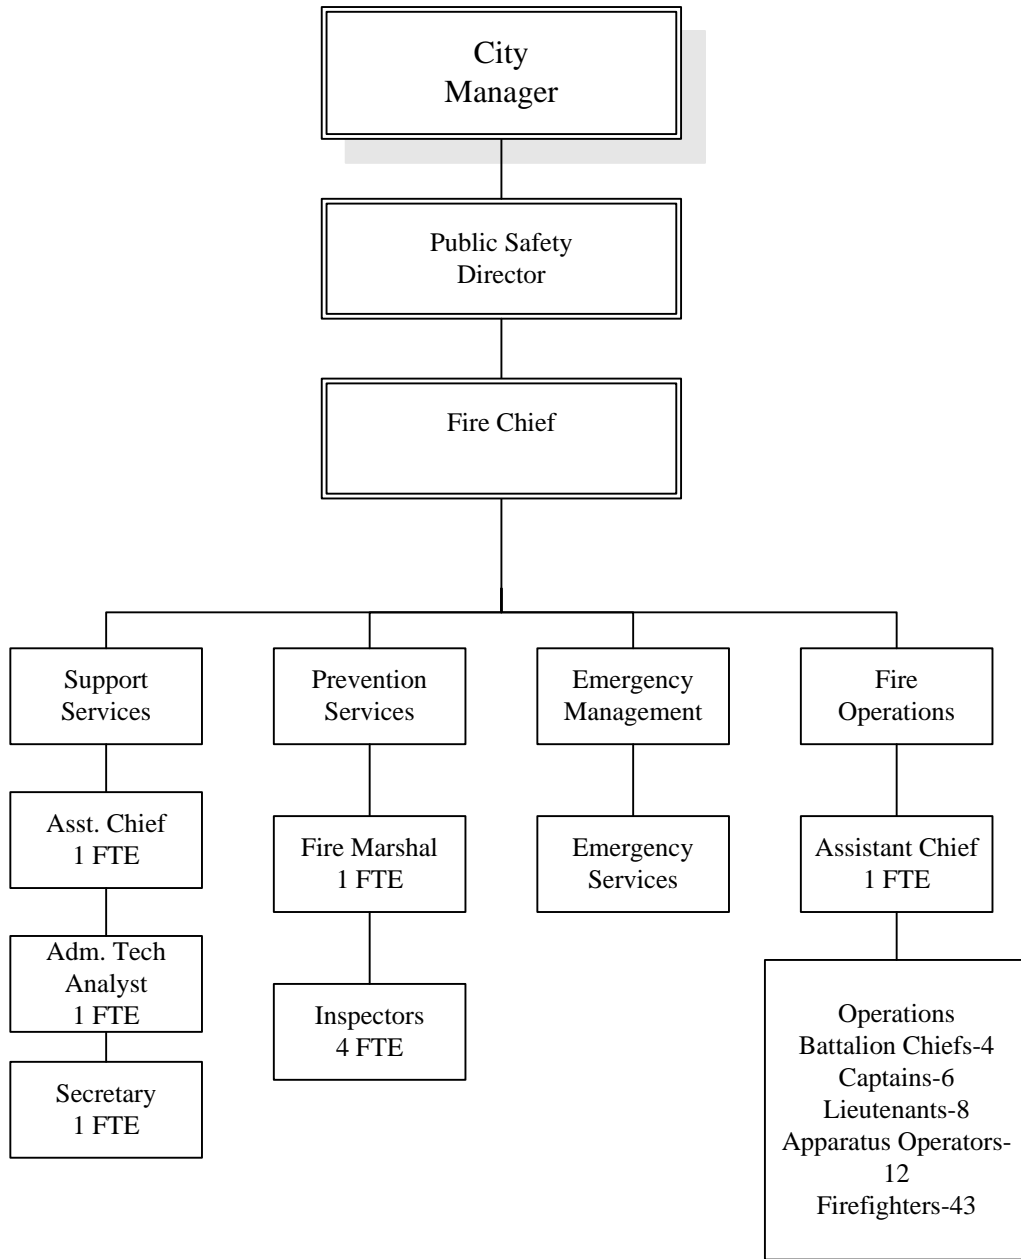 City
Manager
Public Safety
Director
Fire Chief
Support
Services
Prevention
Services
Emergency
Management
Fire
Operations
Asst. Chief
1 FTE
Fire Marshal
1 FTE
Emergency
Services
Assistant Chief
1 FTE
Adm. Tech
Analyst
1 FTE
Inspectors
4 FTE
Secretary
1 FTE
Operations
Battalion Chiefs-4
Captains-6
Lieutenants-8
Apparatus Operators-
12
Firefighters-43